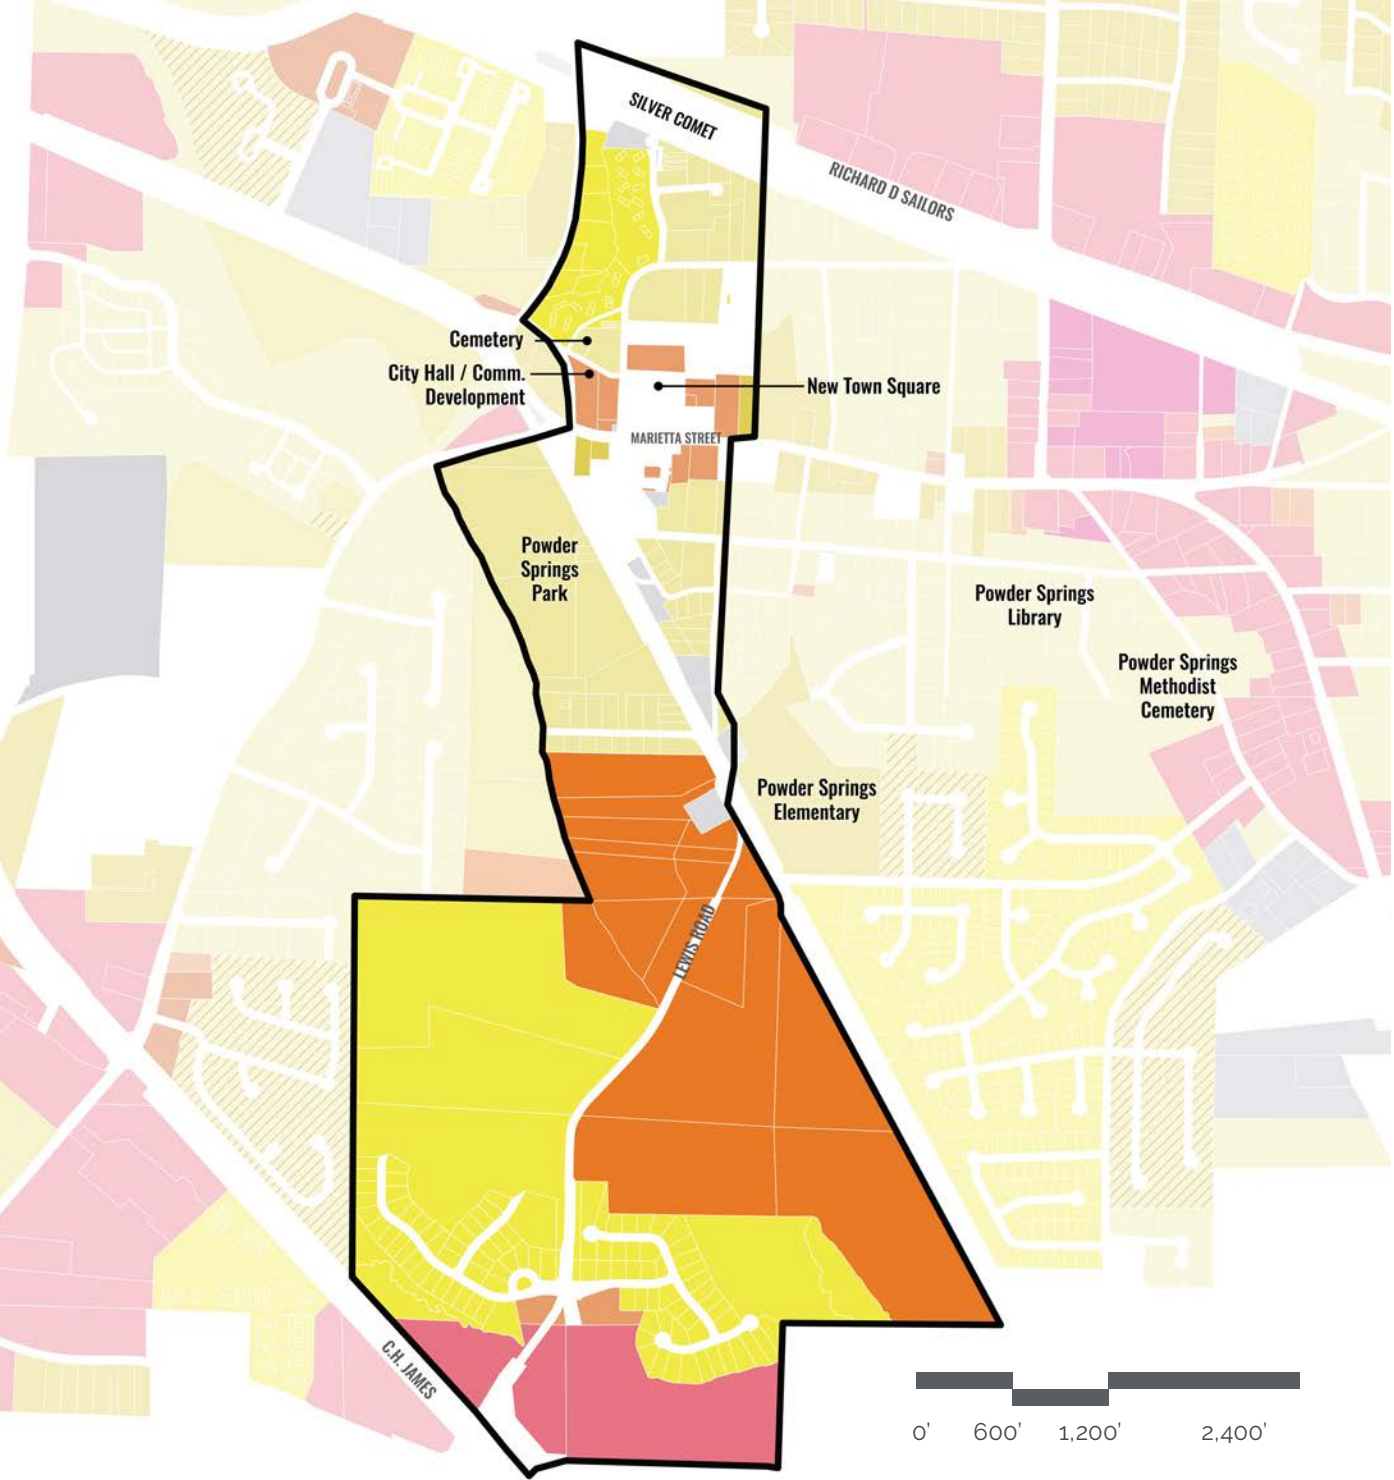 SILVER COMET
RICHARD D SAILORS
Cemetery
City Hall / Comm.
Development
New Town Square
MARIETTA STREET
Powder
Springs
Park
Powder Springs
Library
Powder Springs
Methodist
Cemetery
Powder Springs
Elementary
LEWIS ROAD
C.H. JAMES
0' 600' 1,200' 2,400'